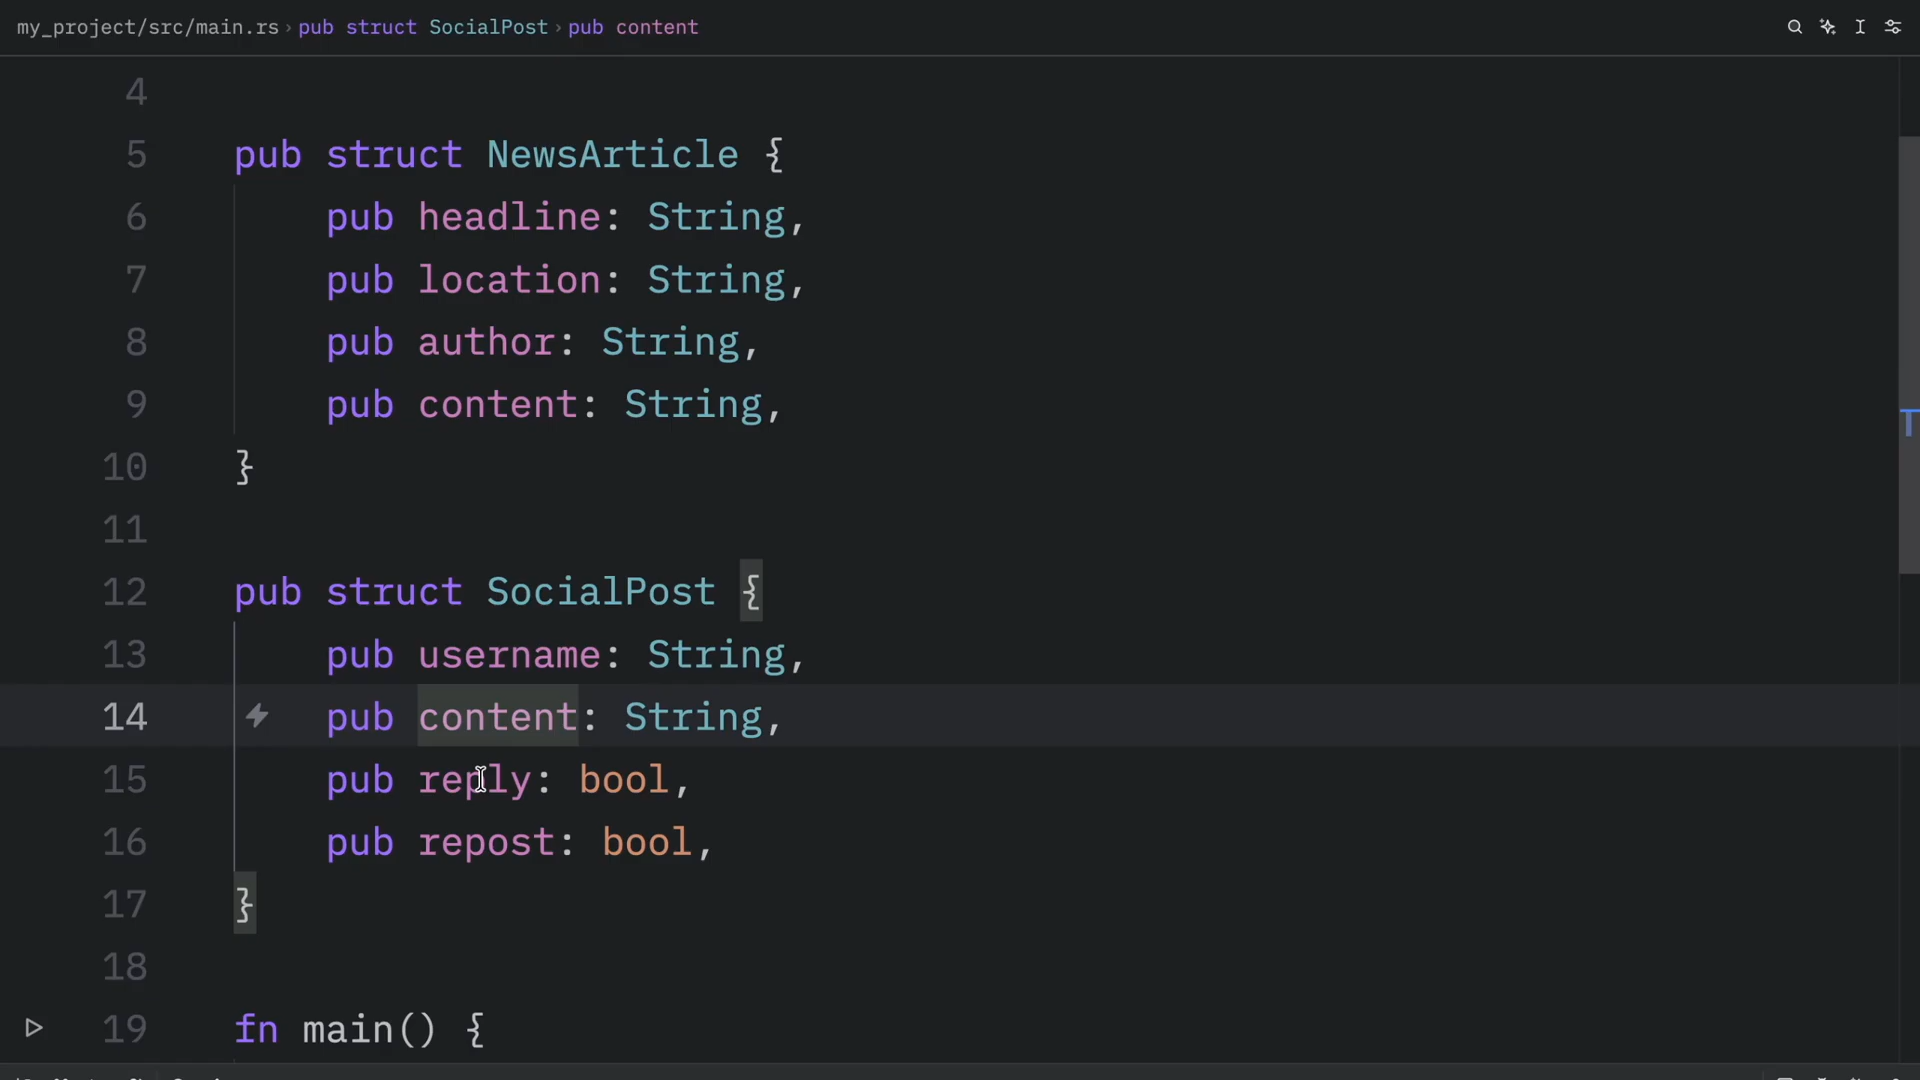 my_project/src/main.rs › pub struct SocialPost › pub content
4
5 pub struct NewsArticle {
6 pub headline: String,
7 pub location: String,
8 pub author: String,
9 pub content: String,
10 }
11
12 pub struct SocialPost {
13 pub username: String,
14 pub content: String,
15 pub reply: bool,
16 pub repost: bool,
17 }
18
19 fn main() {